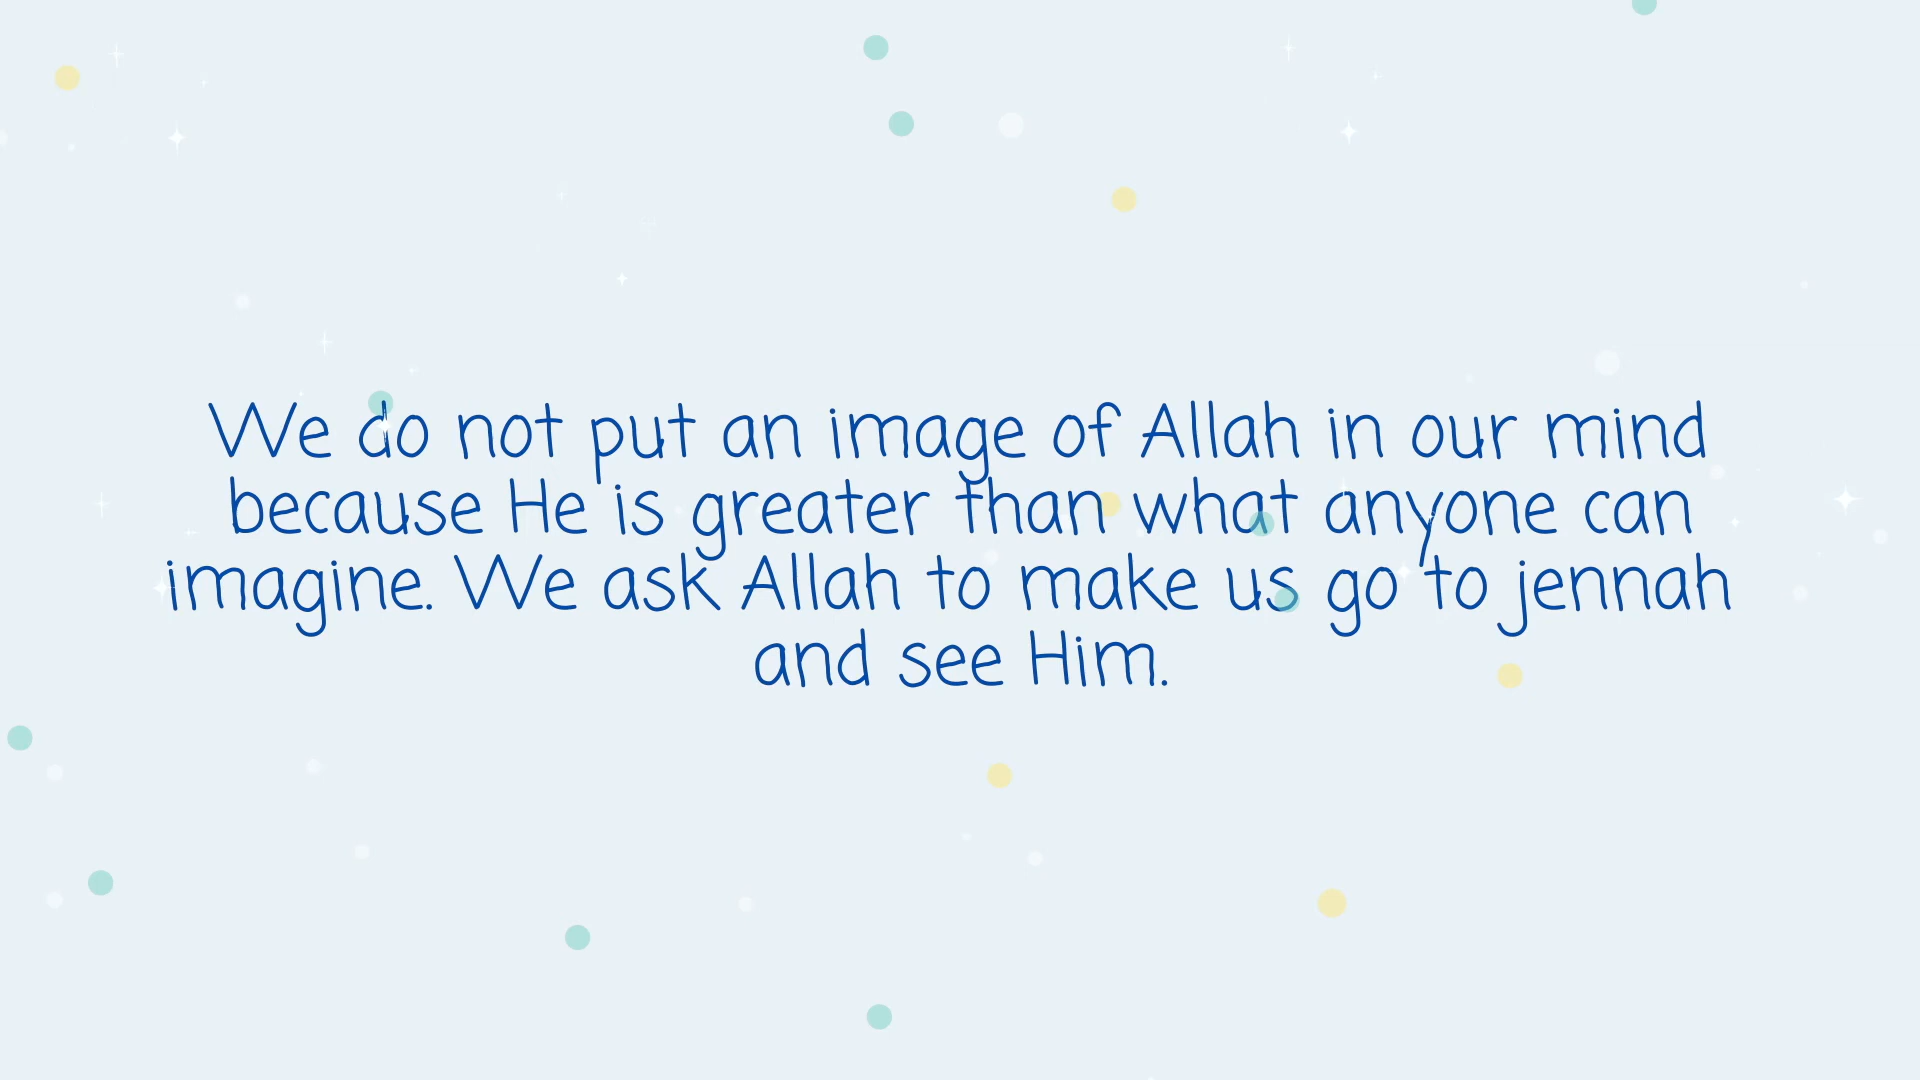 We do not put an image of Allah in our mind
because He is greater than what anyone can
imagine. We ask Allah to make us go to jennah
and see Him.